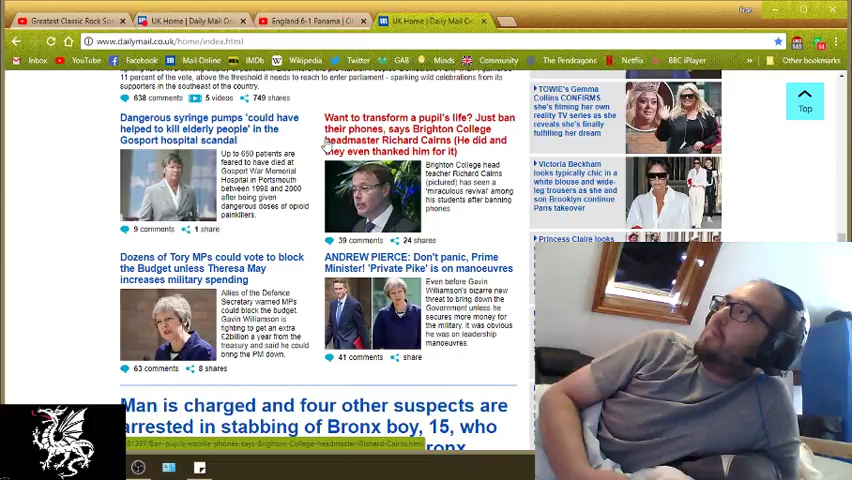 Greatest Classic Rock Son
UK Home | Daily Mail On
England 6-1 Panama | Ci
UK Home | Daily Mail On
Fran
www.dailymail.co.uk/home/index.html
Inbox
YouTube
Facebook
Mail Online
IMDb
Wikipedia
Twitter
GAB
Minds
Community
The Pendragons
Netflix
BBC iPlayer
Other bookmarks
11 percent of the vote, above the threshold it needs to reach to enter parliament - sparking wild celebrations from its
supporters in the southeast of the country.
638 comments
5 videos
749 shares
Dangerous syringe pumps 'could have
helped to kill elderly people' in the
Gosport hospital scandal
Up to 650 patients are
feared to have died at
Gosport War Memorial
Hospital in Portsmouth
between 1998 and 2000
after being given
dangerous doses of opioid
painkillers.
9 comments
1 share
Want to transform a pupil's life? Just ban
their phones, says Brighton College
headmaster Richard Cairns (He did and
they even thanked him for it)
Brighton College head
teacher Richard Cairns
(pictured) has seen a
'miraculous revival' among
his students after banning
phones
39 comments
24 shares
Dozens of Tory MPs could vote to block
the Budget unless Theresa May
increases military spending
Allies of the Defence
Secretary warned MPs
could block the budget.
Gavin Williamson is
fighting to get an extra
£2billion a year from the
treasury and said he could
bring the PM down.
63 comments
8 shares
ANDREW PIERCE: Don't panic, Prime
Minister! 'Private Pike' is on manoeuvres
Even before Gavin
Williamson's bizarre new
threat to bring down the
Government unless he
secures more money for
the military, it was obvious
he was on leadership
manoeuvres.
41 comments
share
Man is charged and four other suspects are
arrested in stabbing of Bronx boy, 15, who
TOWIE's Gemma
Collins CONFIRMS
her own reality
TV series as she
reveals she's finally
fulfilling her dream
Victoria Beckham
looks typically chic in a
white blouse and wide-
leg trousers as she and
son Brooklyn continue
Paris takeover
Princess Claire looks
Top